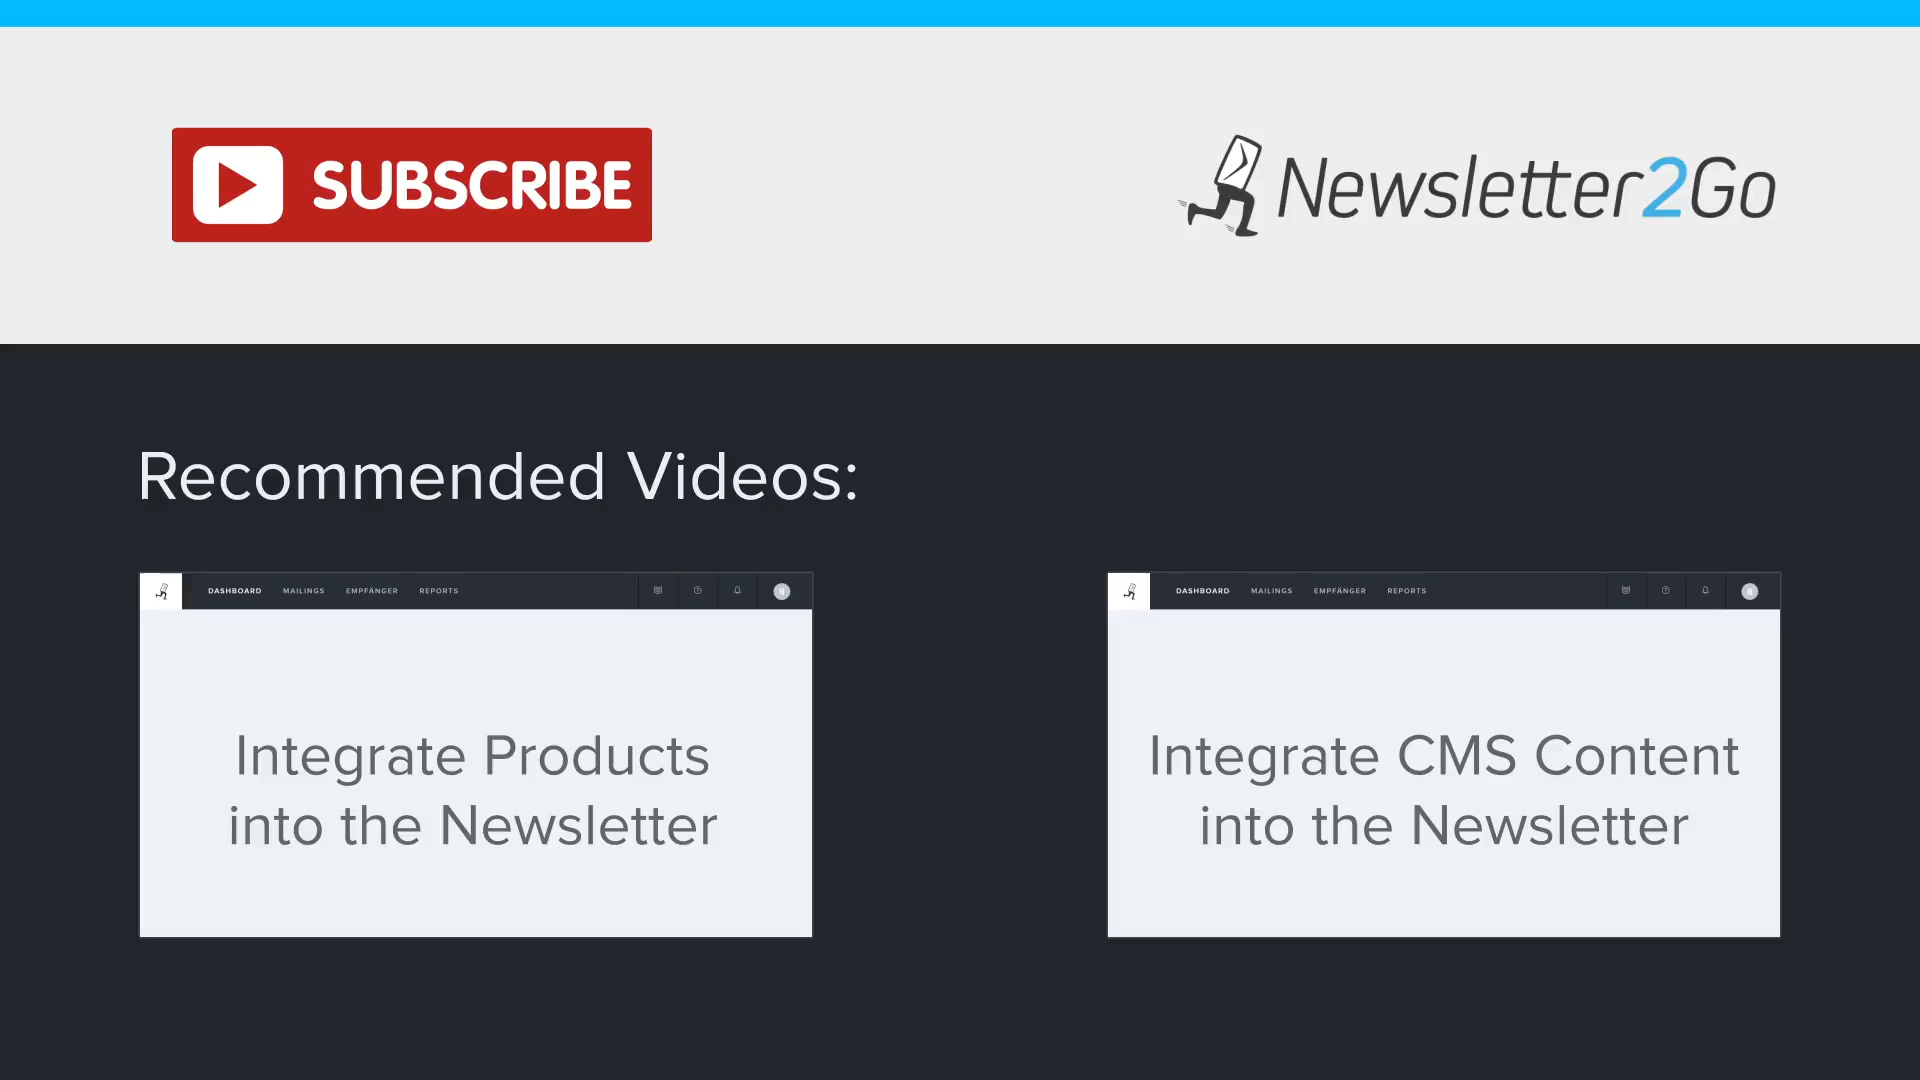 SUBSCRIBE
Newsletter2Go
Recommended Videos:
DASHBOARD MAILINGS EMPFÄNGER REPORTS
Integrate Products
into the Newsletter
DASHBOARD MAILINGS EMPFÄNGER REPORTS
Integrate CMS Content
into the Newsletter